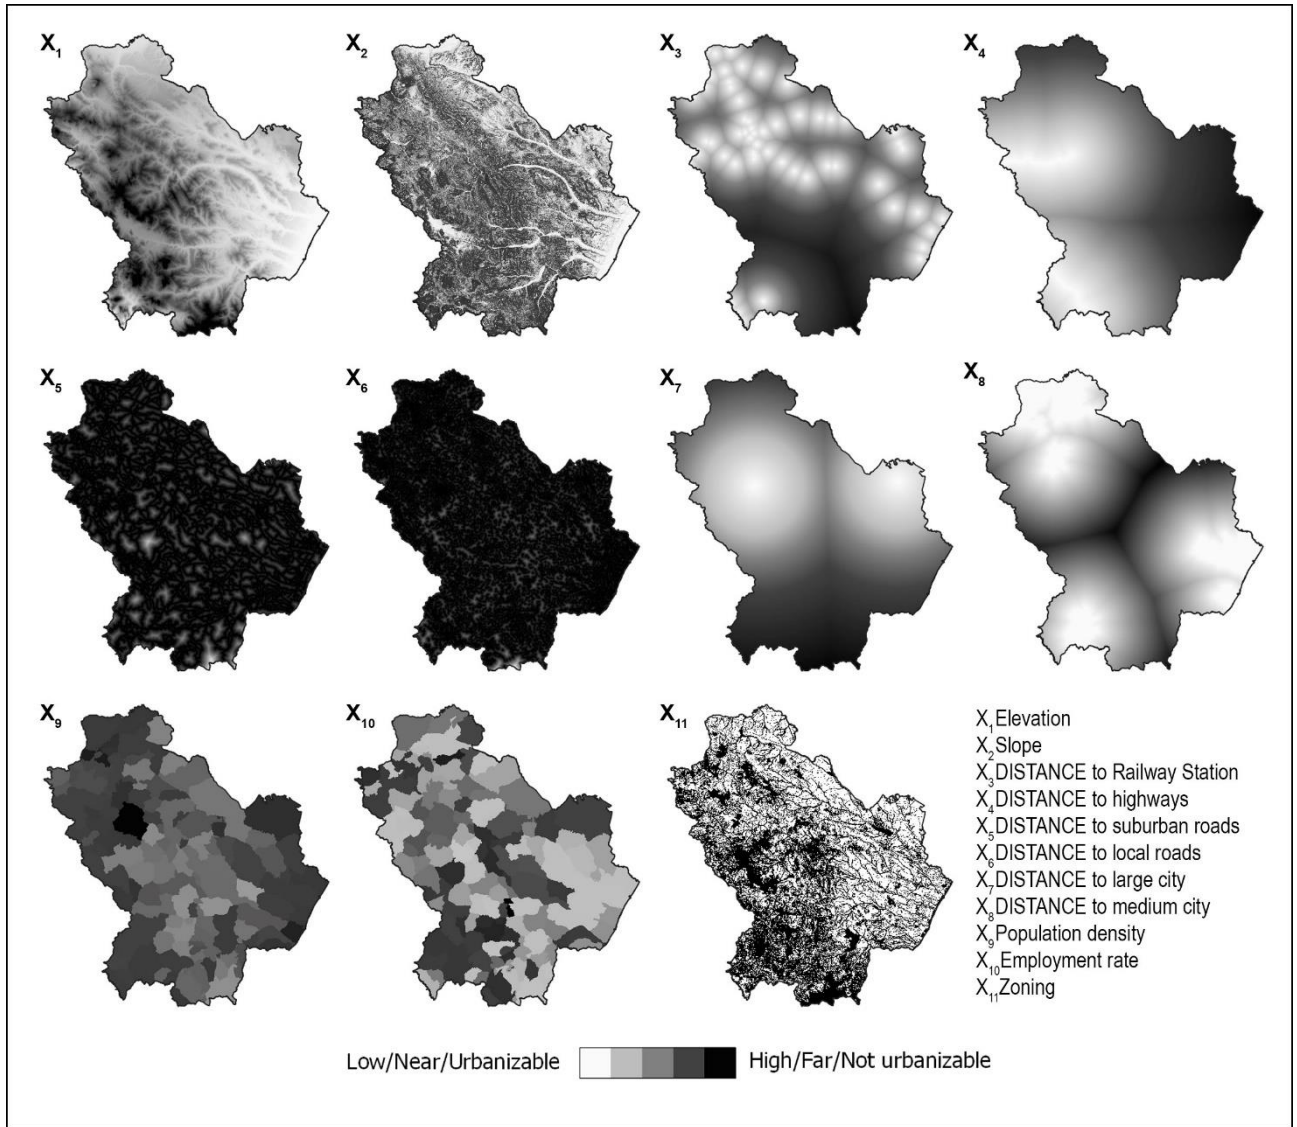 X1
X2
X3
X4
X5
X6
X7
X8
X9
X10
X11
X1Elevation
X2Slope
X3DISTANCE to Railway Station
X4DISTANCE to highways
X5DISTANCE to suburban roads
X6DISTANCE to local roads
X7DISTANCE to large city
X8DISTANCE to medium city
X9Population density
X10Employment rate
X11Zoning
Low/Near/Urbanizable High/Far/Not urbanizable